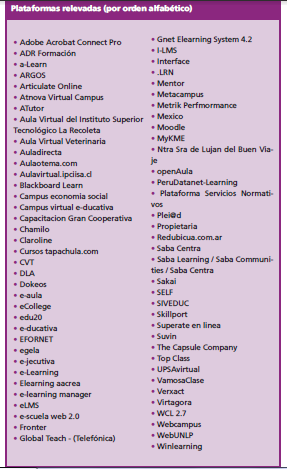 Plataformas relevadas (por orden alfabético)
• Adobe Acrobat Connect Pro
• ADR Formación
• a-Learn
• ARGOS
• Articulate Online
• Atnova Virtual Campus
• ATutor
• Aula Virtual del Instituto Superior
Tecnológico La Recoleta
• Aula Virtual Veterinaria
• Auladirecta
• Aulaotema.com
• Aulavirtual.ipciisa.cl
• Blackboard Learn
• Campus economia social
• Campus virtual e-ducativa
• Capacitacion Gran Cooperativa
• Chamilo
• Claroline
• Cursos tapachula.com
• CVT
• DLA
• Dokeos
• e-aula
• eCollege
• edu20
• e-ducativa
• EFORNET
• egela
• e-jecutiva
• e-Learning
• Elearning aacrea
• e-learning manager
• eLMS
• e-scuela web 2.0
• Fronter
• Global Teach - (Telefónica)
• Gnet Elearning System 4.2
• I-LMS
• Interface
• .LRN
• Mentor
• Metacampus
• Metrik Perfmormance
• Mexico
• Moodle
• MyKME
• Ntra Sra de Lujan del Buen Via-
je
• openAula
• PeruDatanet-Learning
• Plataforma Servicios Normati-
vos
• Plei@d
• Propietaria
• Redubicua.com.ar
• Saba Centra
• Saba Learning / Saba Communi-
ties / Saba Centra
• Sakai
• SELF
• SIVEDUC
• Skillport
• Superate en linea
• Suvin
• The Capsule Company
• Top Class
• UPSAvirtual
• VamosaClase
• Verxact
• Virtagora
• WCL 2.7
• Webcampus
• WebUNLP
• Winlearning